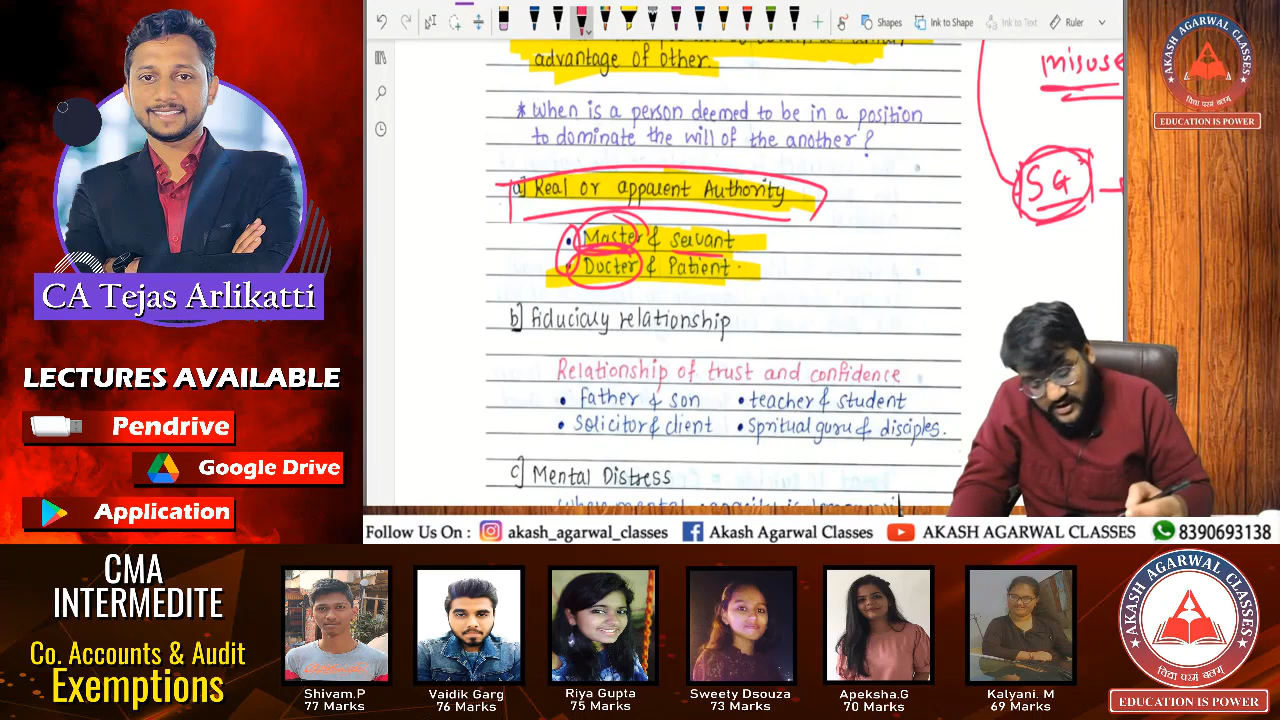 CA Tejas Arlikatti
LECTURES AVAILABLE
Pendrive
Google Drive
Application
Shapes
Ink to Shape
Ink to Text
Ruler
advantage of other.
* When is a person deemed to be in a position
to dominate the will of the another?
a] Real or apparent Authority
• Master & servant
• Docter & Patient.
b] fiduciary relationship
Relationship of trust and confidence
• father & son • teacher & student
• Solicitor & client • Spritual guru & disciples.
c] Mental Distress
misuse
AKASH AGARWAL CLASSES
विद्या परमं बलम्
EDUCATION IS POWER
Follow Us On : akash_agarwal_classes Akash Agarwal Classes AKASH AGARWAL CLASSES 8390693138
CMA
INTERMEDITE
Co. Accounts & Audit
Exemptions
Shivam.P
77 Marks
Vaidik Garg
76 Marks
Riya Gupta
75 Marks
Sweety Dsouza
73 Marks
Apeksha.G
70 Marks
Kalyani. M
69 Marks
AKASH AGARWAL CLASSES
विद्या परमं बलम्
EDUCATION IS POWER